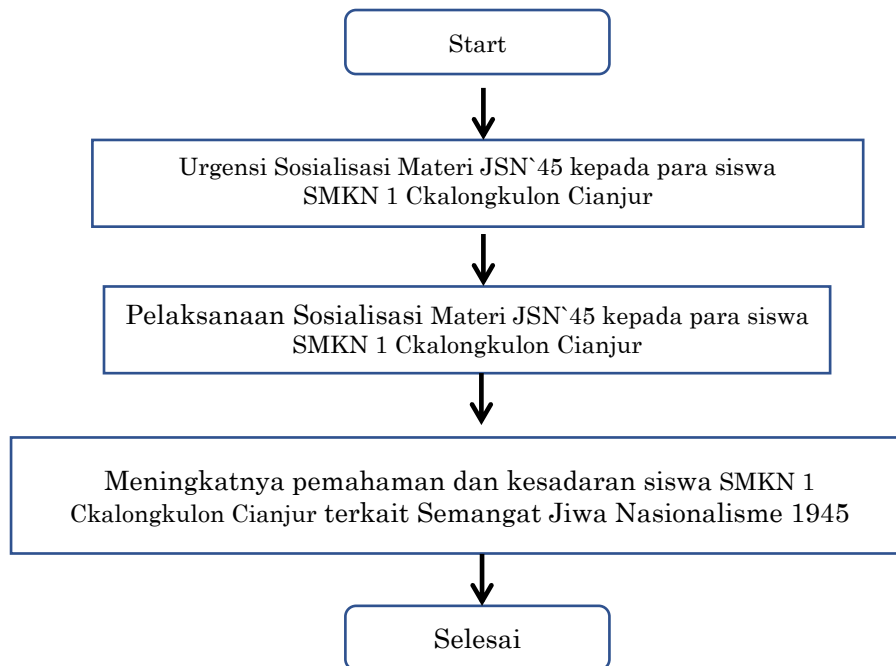 Start
Urgensi Sosialisasi Materi JSN`45 kepada para siswa
SMKN 1 Ckalongkulon Cianjur
Pelaksanaan Sosialisasi Materi JSN`45 kepada para siswa
SMKN 1 Ckalongkulon Cianjur
Meningkatnya pemahaman dan kesadaran siswa SMKN 1
Ckalongkulon Cianjur terkait Semangat Jiwa Nasionalisme 1945
Selesai